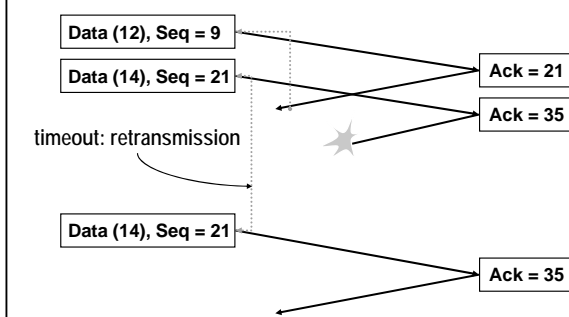 Data (12), Seq = 9
Data (14), Seq = 21
Ack = 21
Ack = 35
timeout: retransmission
Data (14), Seq = 21
Ack = 35